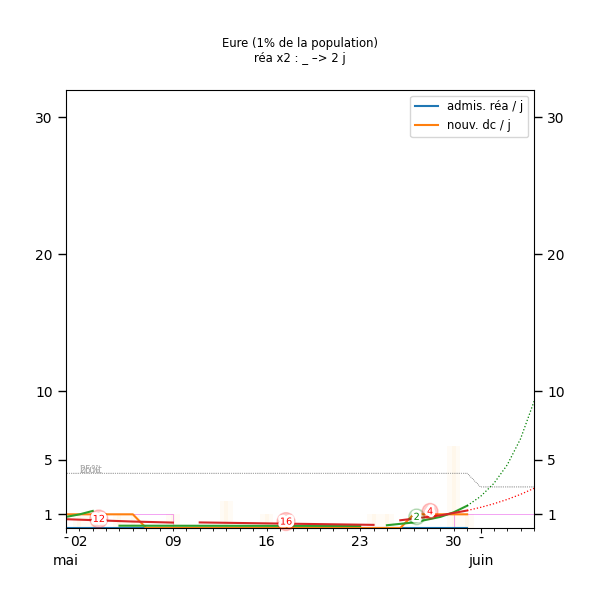 Eure (1% de la population)
réa x2 : _ –> 2 j
admis. réa / j
nouv. dc / j
30 30
20 20
10 10
5 5
1 1
12 16 2 4
02 09 16 23 30
mai juin